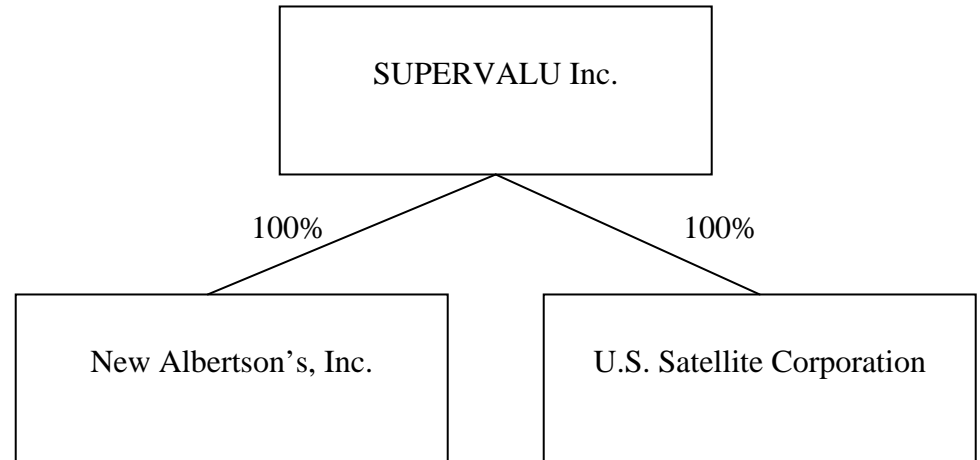 SUPERVALU Inc.
100%
100%
New Albertson’s, Inc.
U.S. Satellite Corporation